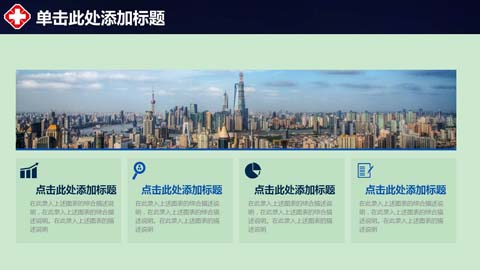 单击此处添加标题
点击此处添加标题
在此录入上述图表的综合描述说
明，在此录入上述图表的综合描
述说明。在此录入上述图表的描
述说明
点击此处添加标题
在此录入上述图表的综合描述说
明，在此录入上述图表的综合描
述说明。在此录入上述图表的描
述说明
点击此处添加标题
在此录入上述图表的综合描述说
明，在此录入上述图表的综合描
述说明。在此录入上述图表的描
述说明
点击此处添加标题
在此录入上述图表的综合描述说
明，在此录入上述图表的综合描
述说明。在此录入上述图表的描
述说明